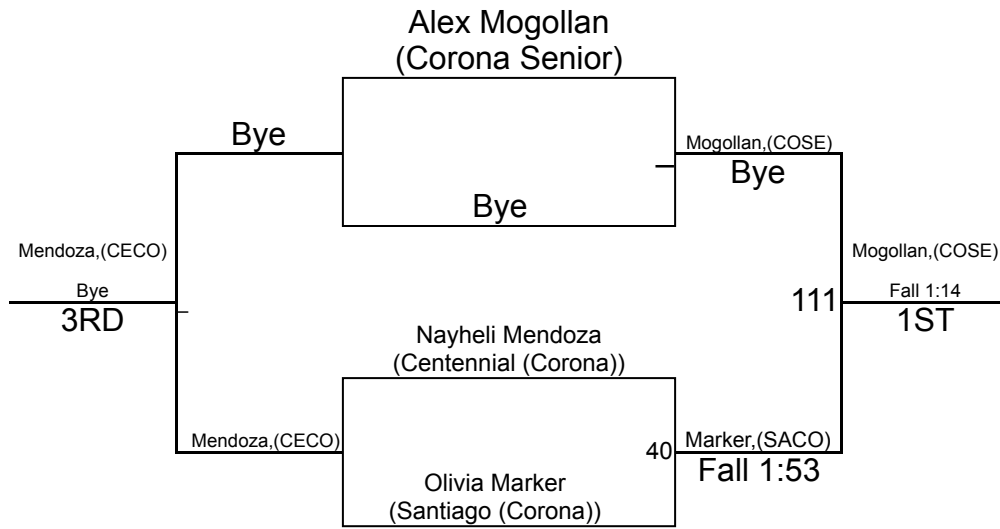 Alex Mogollan
(Corona Senior)
Bye
Mogollan,(COSE)
Bye
Bye
Mendoza,(CECO)
Mogollan,(COSE)
Bye
111
Fall 1:14
3RD
1ST
Nayheli Mendoza
(Centennial (Corona))
Mendoza,(CECO)
40
Marker,(SACO)
Fall 1:53
Olivia Marker
(Santiago (Corona))